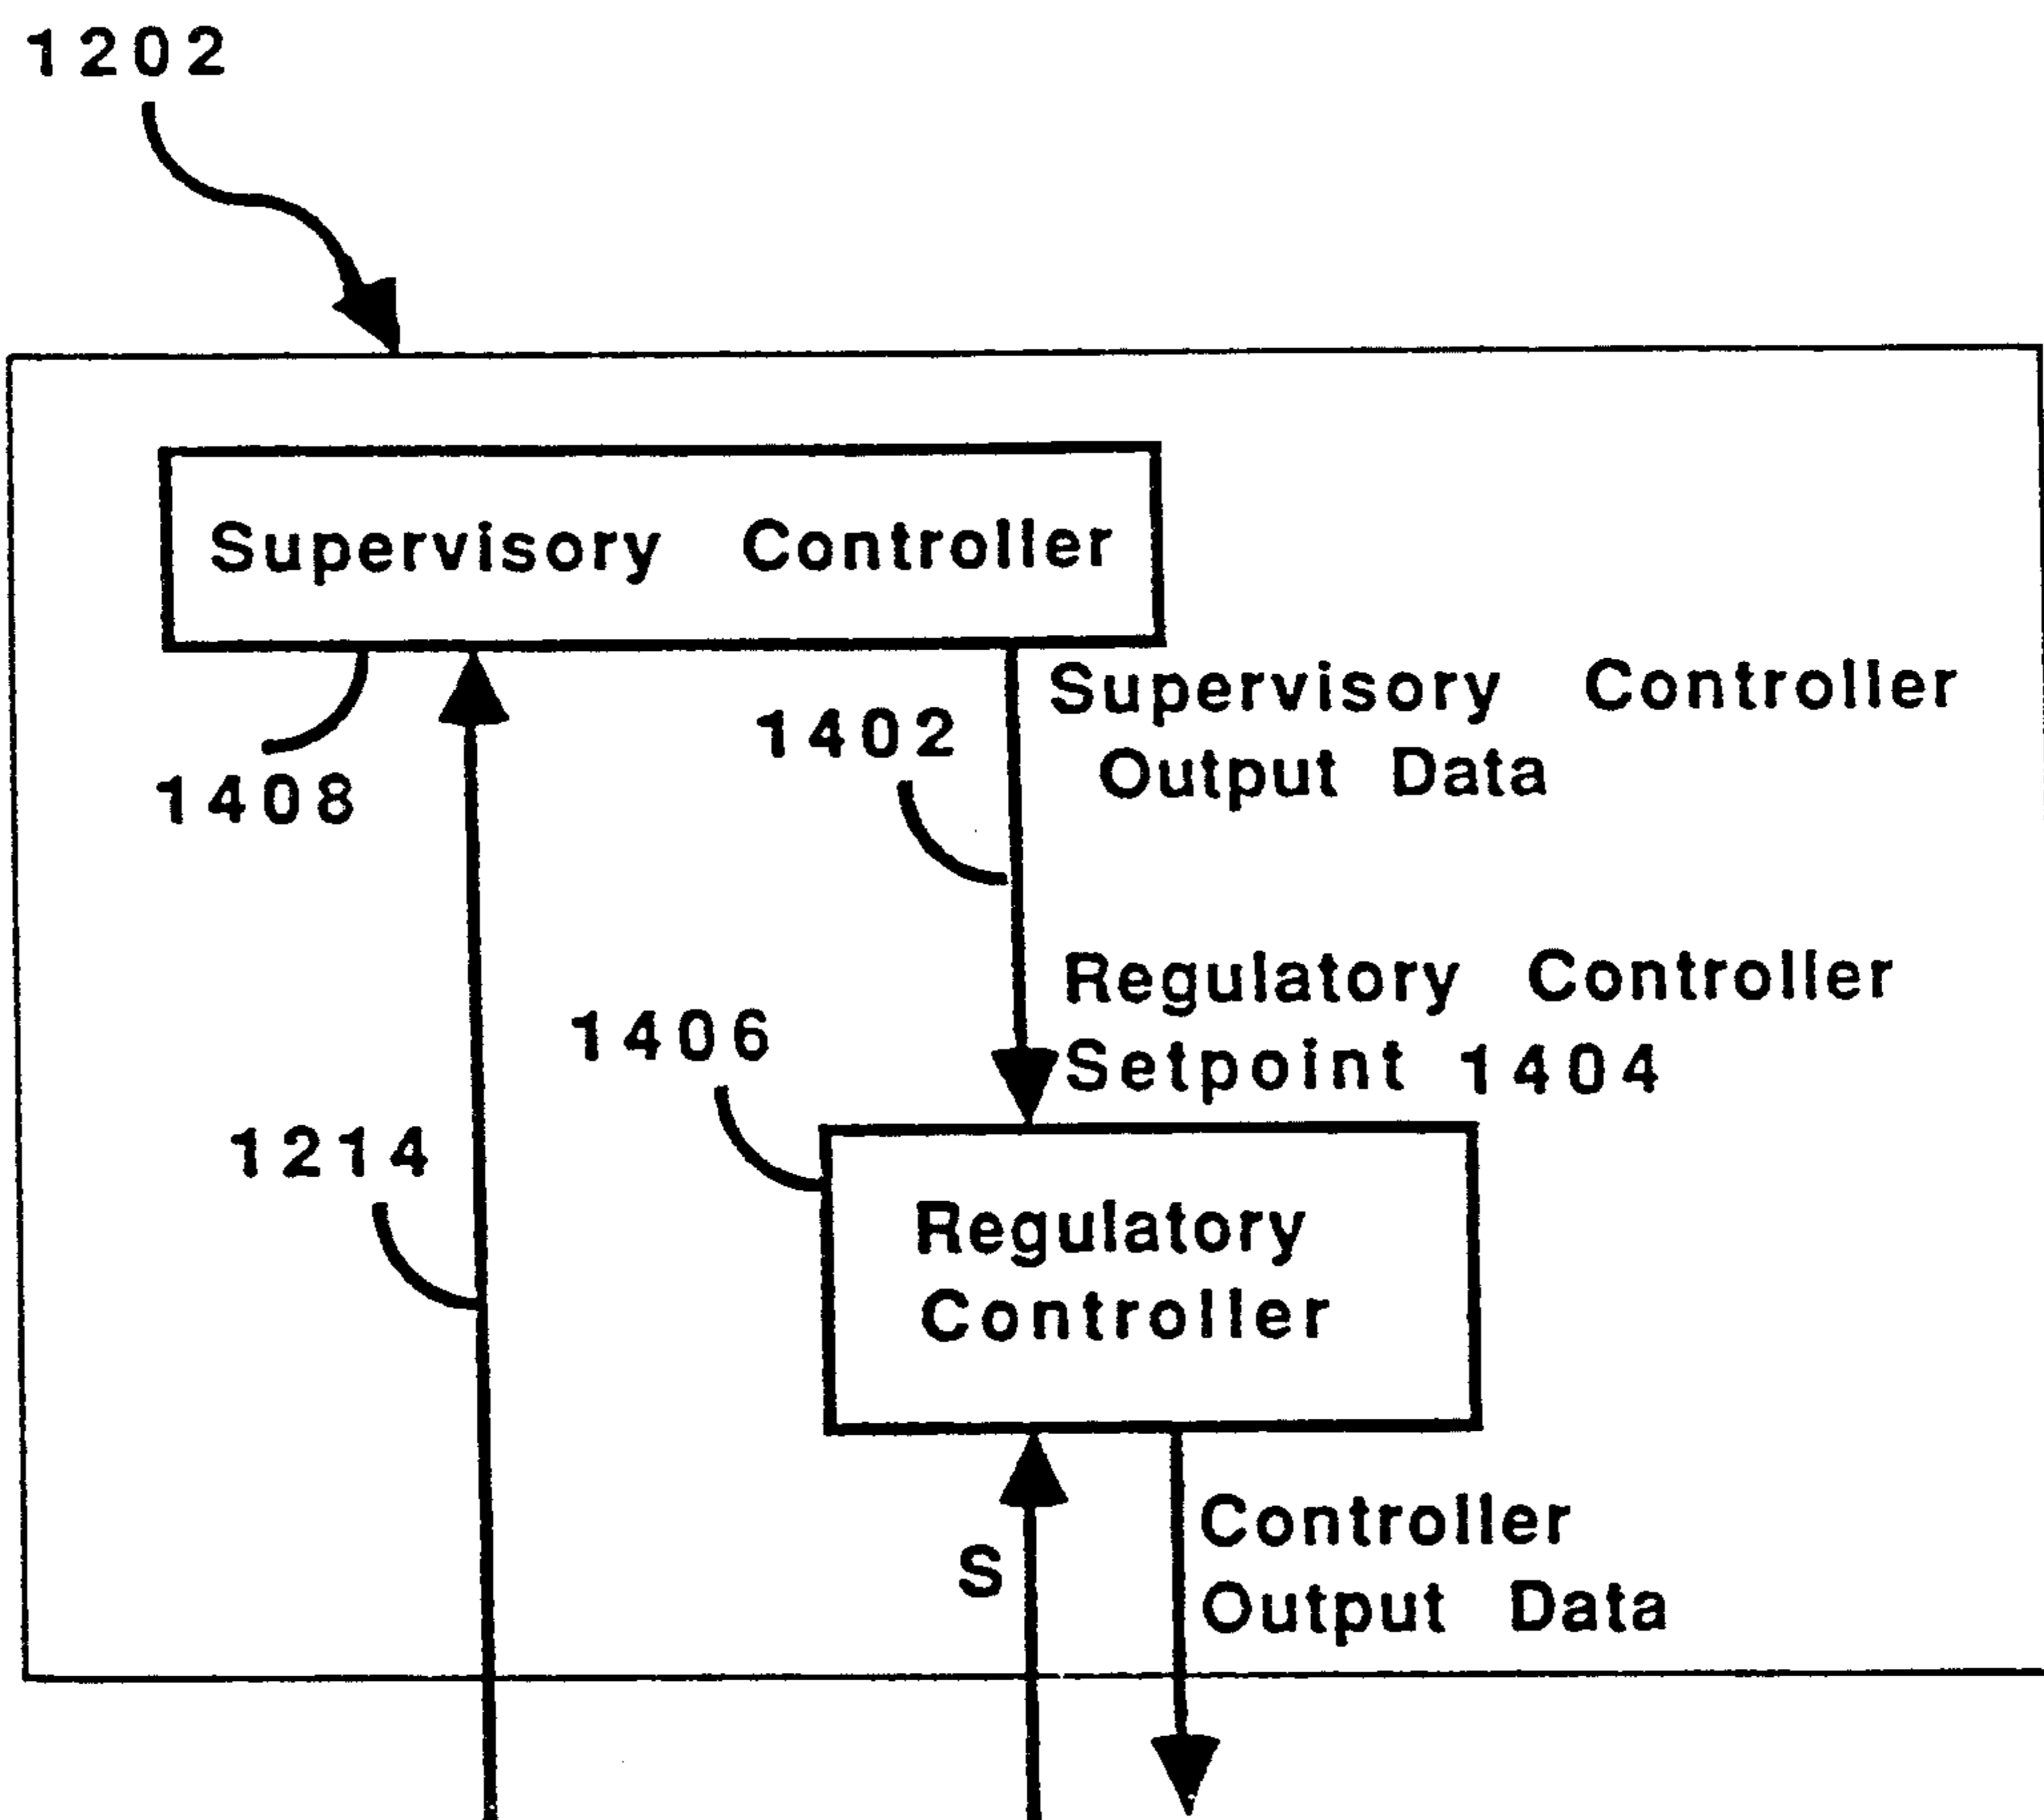 1202
Supervisory Controller
Supervisory Controller
Output Data
1402
1408
Regulatory Controller
Setpoint 1404
1406
1214
Regulatory
Controller
Controller
Output Data
S